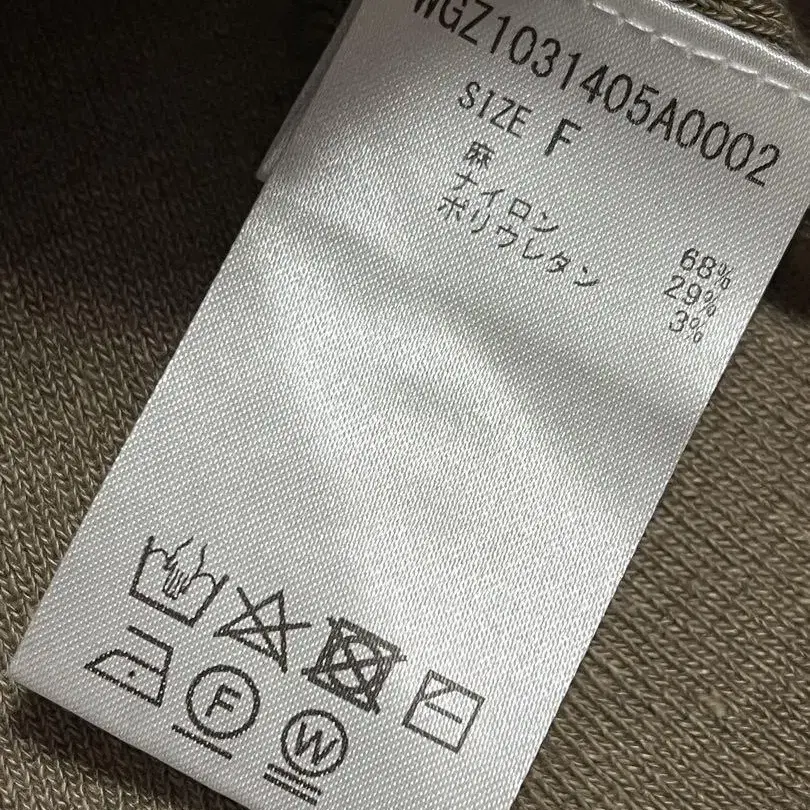 WGZ1031405A0002
SIZE F
麻 68%
ナイロン 29%
ポリウレタン 3%
F
W